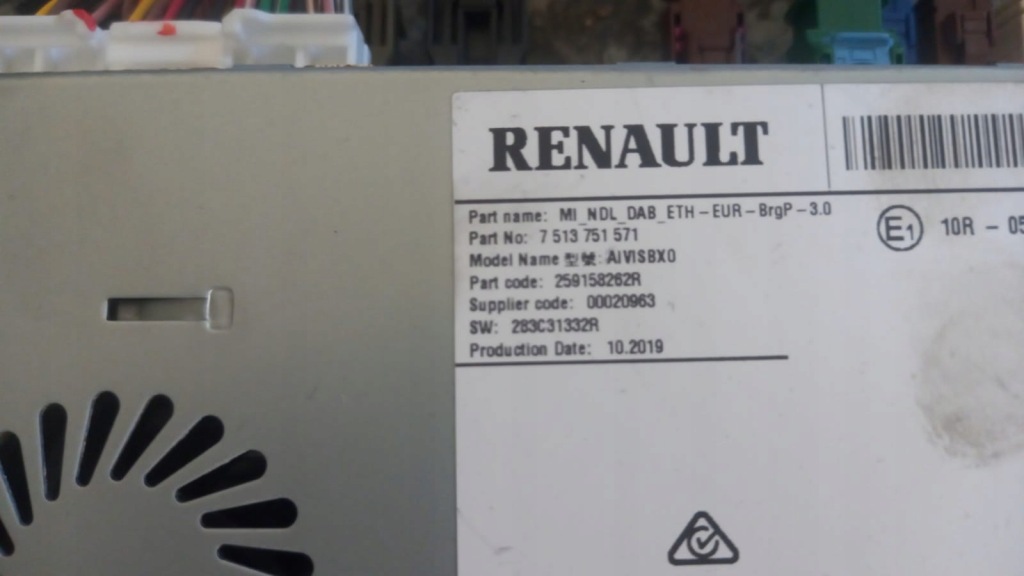 RENAULT
Part name: MI_NDL_DAB_ETH-EUR-BrgP-3.0
Part No: 7 513 751 571
Model Name 型號: AIVISBXO
Part code: 259158262R
Supplier code: 00020963
SW: 283C31332R
Production Date: 10.2019
E1 10R - 05